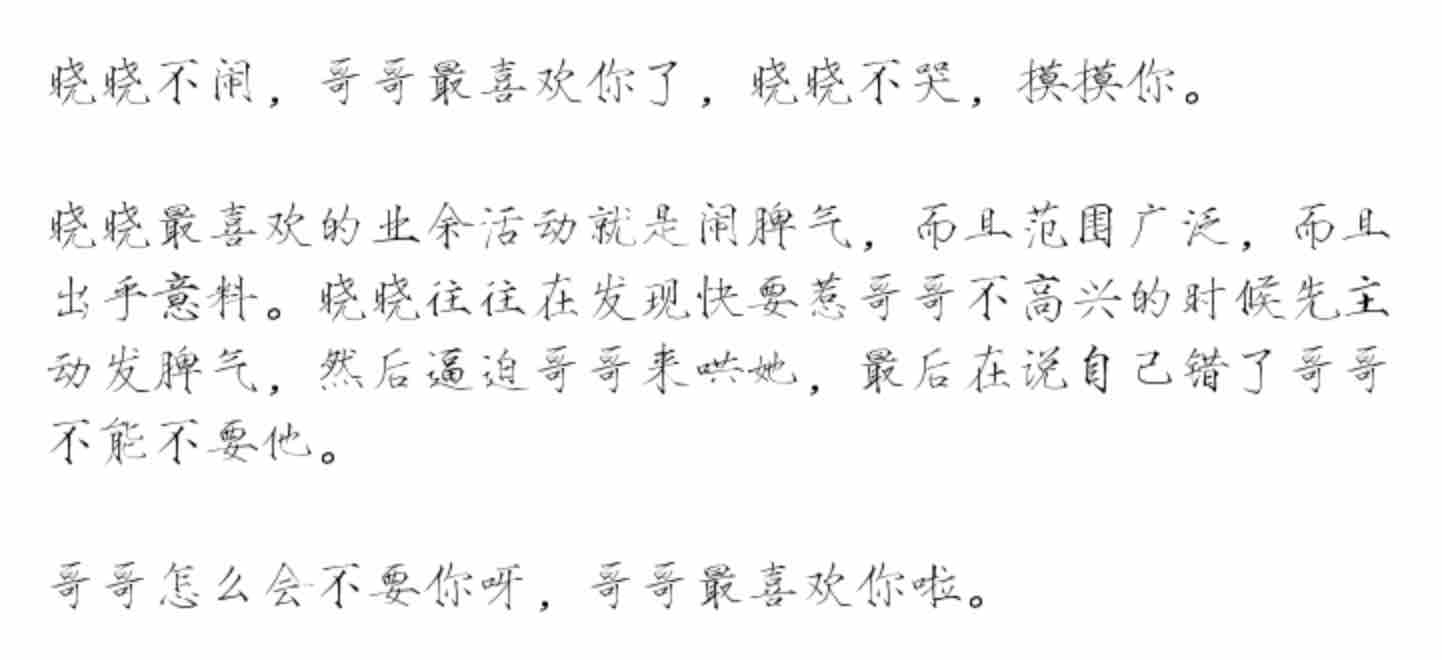 晓晓不闹，哥哥最喜欢你了，晓晓不哭，摸摸你。
晓晓最喜欢的业余活动就是闹脾气，而且范围广泛，而且
出乎意料。晓晓往往在发现快要惹哥哥不高兴的时候先主
动发脾气，然后逼迫哥哥来哄她，最后在说自己错了哥哥
不能不要他。
哥哥怎么会不要你呀，哥哥最喜欢你啦。